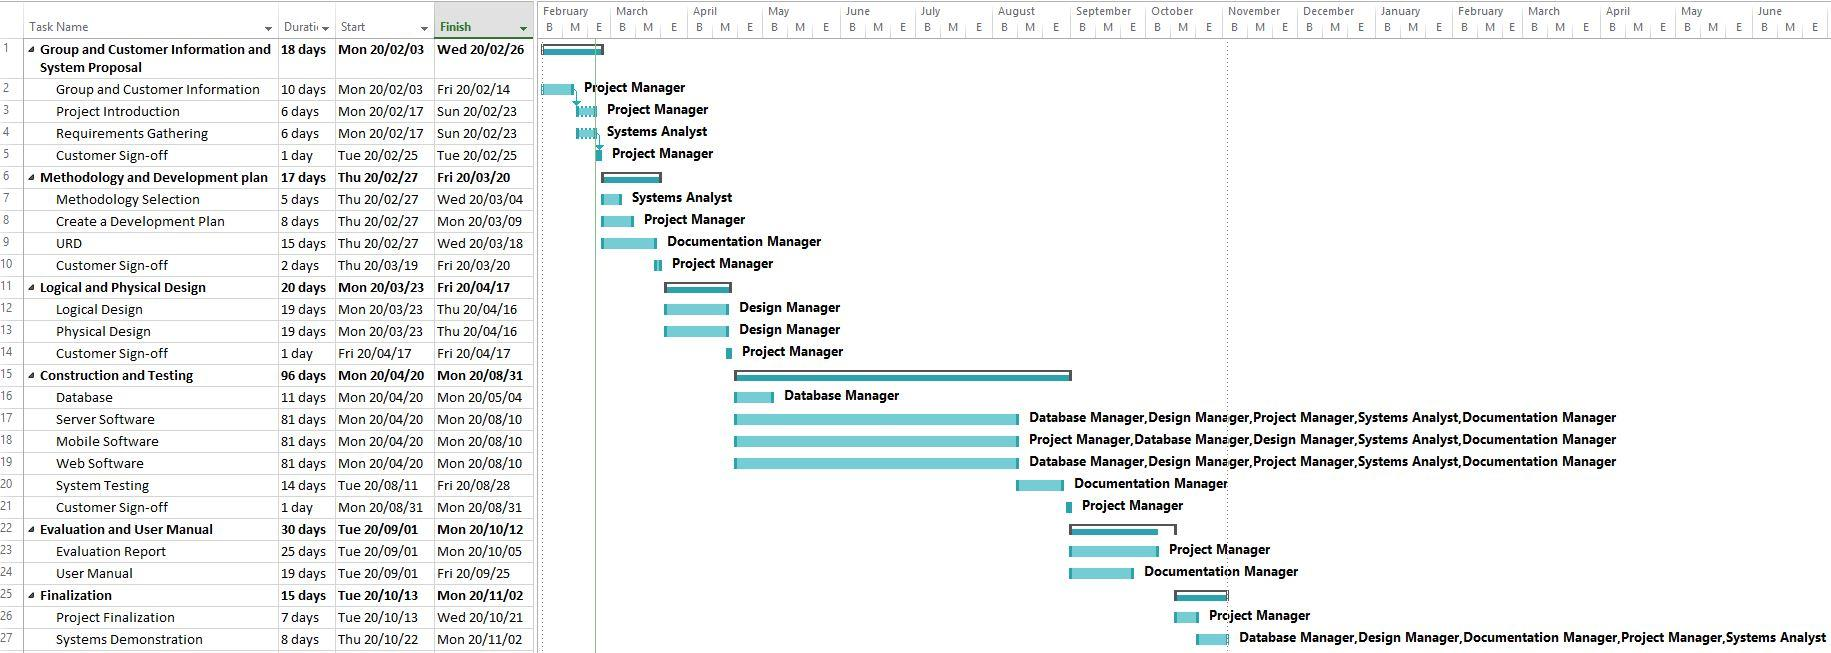 February March April May June July August September October November December January February March April May June
Task Name Duratic Start Finish B M E B M E B M E B M E B M E B M E B M E B M E B M E B M E B M E B M E B M E B M E B M E B M E B M E
1 Group and Customer Information and System Proposal 18 days Mon 20/02/03 Wed 20/02/26
2 Group and Customer Information 10 days Mon 20/02/03 Fri 20/02/14 Project Manager
3 Project Introduction 6 days Mon 20/02/17 Sun 20/02/23 Project Manager
4 Requirements Gathering 6 days Mon 20/02/17 Sun 20/02/23 Systems Analyst
5 Customer Sign-off 1 day Tue 20/02/25 Tue 20/02/25 Project Manager
6 Methodology and Development plan 17 days Thu 20/02/27 Fri 20/03/20
7 Methodology Selection 5 days Thu 20/02/27 Wed 20/03/04 Systems Analyst
8 Create a Development Plan 8 days Thu 20/02/27 Mon 20/03/09 Project Manager
9 URD 15 days Thu 20/02/27 Wed 20/03/18 Documentation Manager
10 Customer Sign-off 2 days Thu 20/03/19 Fri 20/03/20 Project Manager
11 Logical and Physical Design 20 days Mon 20/03/23 Fri 20/04/17
12 Logical Design 19 days Mon 20/03/23 Thu 20/04/16 Design Manager
13 Physical Design 19 days Mon 20/03/23 Thu 20/04/16 Design Manager
14 Customer Sign-off 1 day Fri 20/04/17 Fri 20/04/17 Project Manager
15 Construction and Testing 96 days Mon 20/04/20 Mon 20/08/31
16 Database 11 days Mon 20/04/20 Mon 20/05/04 Database Manager
17 Server Software 81 days Mon 20/04/20 Mon 20/08/10 Database Manager,Design Manager,Project Manager,Systems Analyst,Documentation Manager
18 Mobile Software 81 days Mon 20/04/20 Mon 20/08/10 Project Manager,Database Manager,Design Manager,Systems Analyst,Documentation Manager
19 Web Software 81 days Mon 20/04/20 Mon 20/08/10 Database Manager,Design Manager,Project Manager,Systems Analyst,Documentation Manager
20 System Testing 14 days Tue 20/08/11 Fri 20/08/28 Documentation Manager
21 Customer Sign-off 1 day Mon 20/08/31 Mon 20/08/31 Project Manager
22 Evaluation and User Manual 30 days Tue 20/09/01 Mon 20/10/12
23 Evaluation Report 25 days Tue 20/09/01 Mon 20/10/05 Project Manager
24 User Manual 19 days Tue 20/09/01 Fri 20/09/25 Documentation Manager
25 Finalization 15 days Tue 20/10/13 Mon 20/11/02
26 Project Finalization 7 days Tue 20/10/13 Wed 20/10/21 Project Manager
27 Systems Demonstration 8 days Thu 20/10/22 Mon 20/11/02 Database Manager,Design Manager,Documentation Manager,Project Manager,Systems Analyst